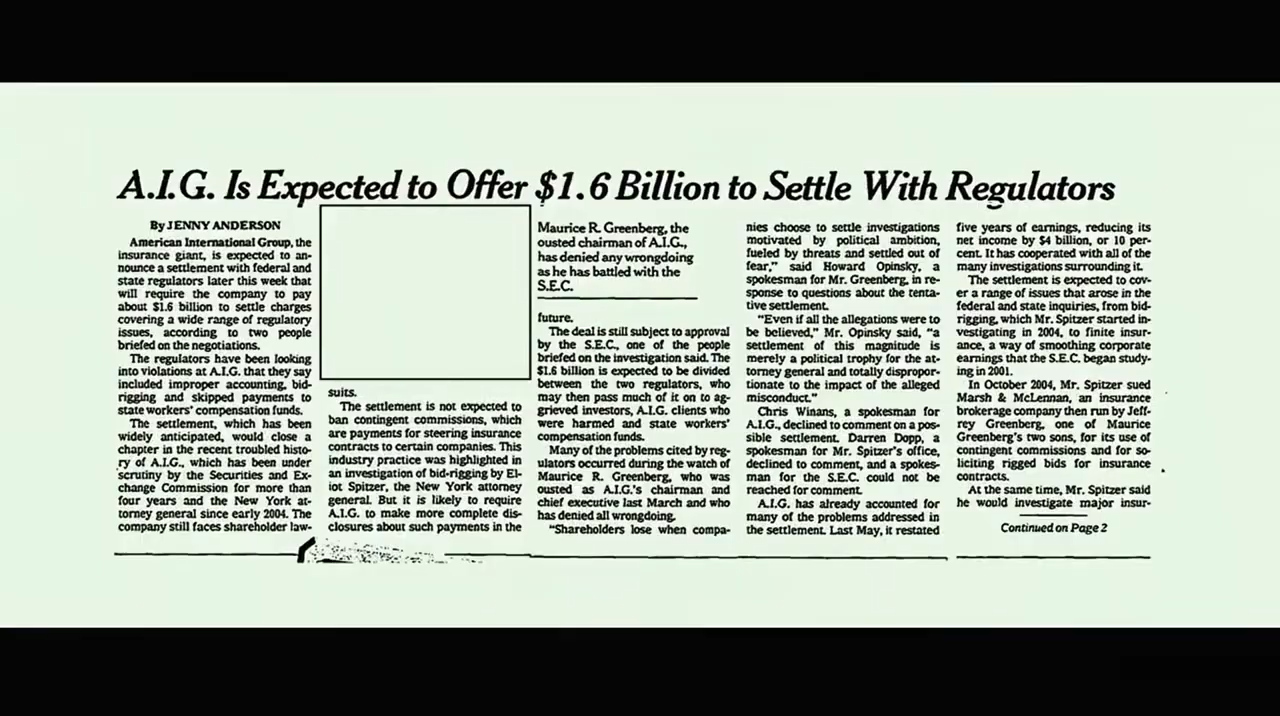 A.I.G. Is Expected to Offer $1.6 Billion to Settle With Regulators
By JENNY ANDERSON
American International Group, the
insurance giant, is expected to an-
nounce a settlement with federal and
state regulators later this week that
will require the company to pay
about $1.6 billion to settle charges
covering a wide range of regulatory
issues, according to two people
briefed on the negotiations.
The regulators have been looking
into violations at A.I.G. that they say
included improper accounting, bid-
rigging and skipped payments to
state workers' compensation funds.
The settlement, which has been
widely anticipated, would close a
chapter in the recent troubled histo-
ry of A.I.G., which has been under
scrutiny by the Securities and Ex-
change Commission for more than
four years and the New York at-
torney general since early 2004. The
company still faces shareholder law-
suits.
The settlement is not expected to
ban contingent commissions, which
are payments for steering insurance
contracts to certain companies. This
industry practice was highlighted in
an investigation of bid-rigging by El-
iot Spitzer, the New York attorney
general. But it is likely to require
A.I.G. to make more complete dis-
closures about such payments in the
Maurice R. Greenberg, the
ousted chairman of A.I.G.,
has denied any wrongdoing
as he has battled with the
S.E.C.
future.
The deal is still subject to approval
by the S.E.C., one of the people
briefed on the investigation said. The
$1.6 billion is expected to be divided
between the two regulators, who
may then pass much of it on to ag-
grieved investors, A.I.G. clients who
were harmed and state workers'
compensation funds.
Many of the problems cited by reg-
ulators occurred during the watch of
Maurice R. Greenberg, who was
ousted as A.I.G.'s chairman and
chief executive last March and who
has denied all wrongdoing.
"Shareholders lose when compa-
nies choose to settle investigations
motivated by political ambition,
fueled by threats and settled out of
fear," said Howard Opinsky, a
spokesman for Mr. Greenberg, in re-
sponse to questions about the tenta-
tive settlement.
"Even if all the allegations were to
be believed," Mr. Opinsky said, "a
settlement of this magnitude is
merely a political trophy for the at-
torney general and totally dispropor-
tionate to the impact of the alleged
misconduct."
Chris Winans, a spokesman for
A.I.G., declined to comment on a pos-
sible settlement. Darren Dopp, a
spokesman for Mr. Spitzer's office,
declined to comment, and a spokes-
man for the S.E.C. could not be
reached for comment.
A.I.G. has already accounted for
many of the problems addressed in
the settlement. Last May, it restated
five years of earnings, reducing its
net income by $4 billion, or 10 per-
cent. It has cooperated with all of the
many investigations surrounding it.
The settlement is expected to cov-
er a range of issues that arose in the
federal and state inquiries, from bid-
rigging, which Mr. Spitzer started in-
vestigating in 2004, to finite insur-
ance, a way of smoothing corporate
earnings that the S.E.C. began study-
ing in 2001.
In October 2004, Mr. Spitzer sued
Marsh & McLennan, an insurance
brokerage company then run by Jeff-
rey Greenberg, one of Maurice
Greenberg's two sons, for its use of
contingent commissions and for so-
liciting rigged bids for insurance
contracts.
At the same time, Mr. Spitzer said
he would investigate major insur-
Continued on Page 2